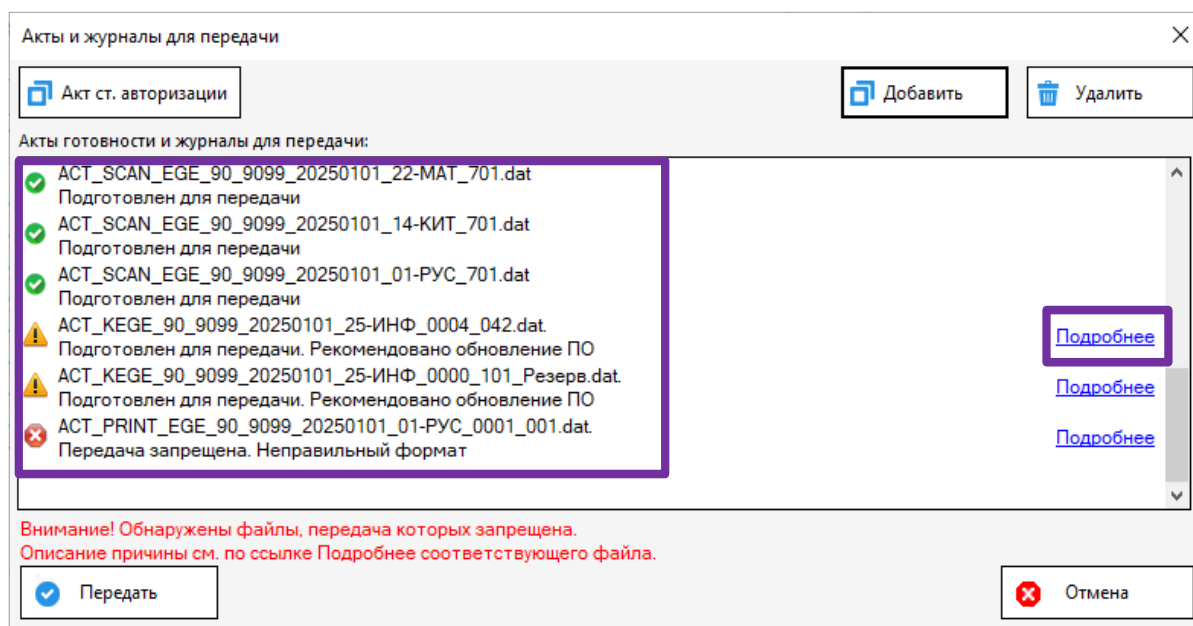 Акты и журналы для передачи
Акт ст. авторизации
Добавить
Удалить
Акты готовности и журналы для передачи:
ACT_SCAN_EGE_90_9099_20250101_22-МАТ_701.dat
Подготовлен для передачи
ACT_SCAN_EGE_90_9099_20250101_14-КИТ_701.dat
Подготовлен для передачи
ACT_SCAN_EGE_90_9099_20250101_01-РУС_701.dat
Подготовлен для передачи
ACT_KEGE_90_9099_20250101_25-ИНФ_0004_042.dat.
Подготовлен для передачи. Рекомендовано обновление ПО
Подробнее
ACT_KEGE_90_9099_20250101_25-ИНФ_0000_101_Резерв.dat.
Подготовлен для передачи. Рекомендовано обновление ПО
Подробнее
ACT_PRINT_EGE_90_9099_20250101_01-РУС_0001_001.dat.
Передача запрещена. Неправильный формат
Подробнее
Внимание! Обнаружены файлы, передача которых запрещена.
Описание причины см. по ссылке Подробнее соответствующего файла.
Передать
Отмена